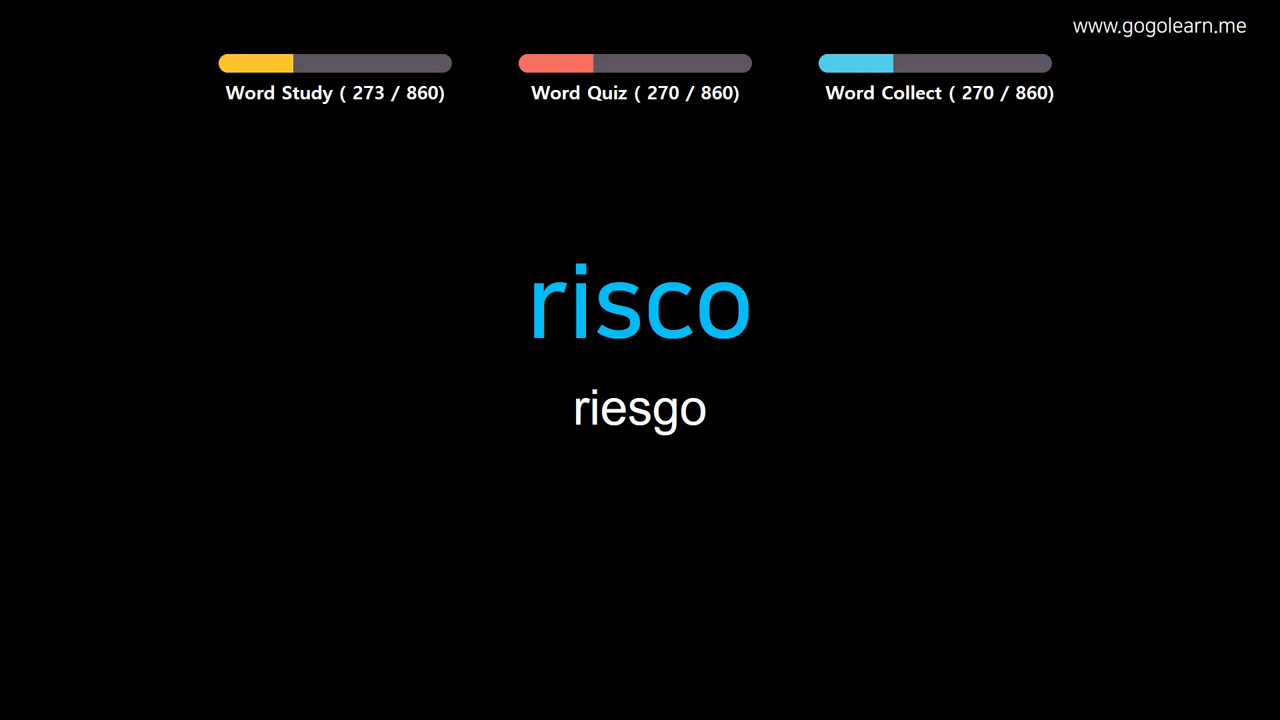 www.gogolearn.me
Word Study ( 273 / 860)
Word Quiz ( 270 / 860)
Word Collect ( 270 / 860)
risco
riesgo